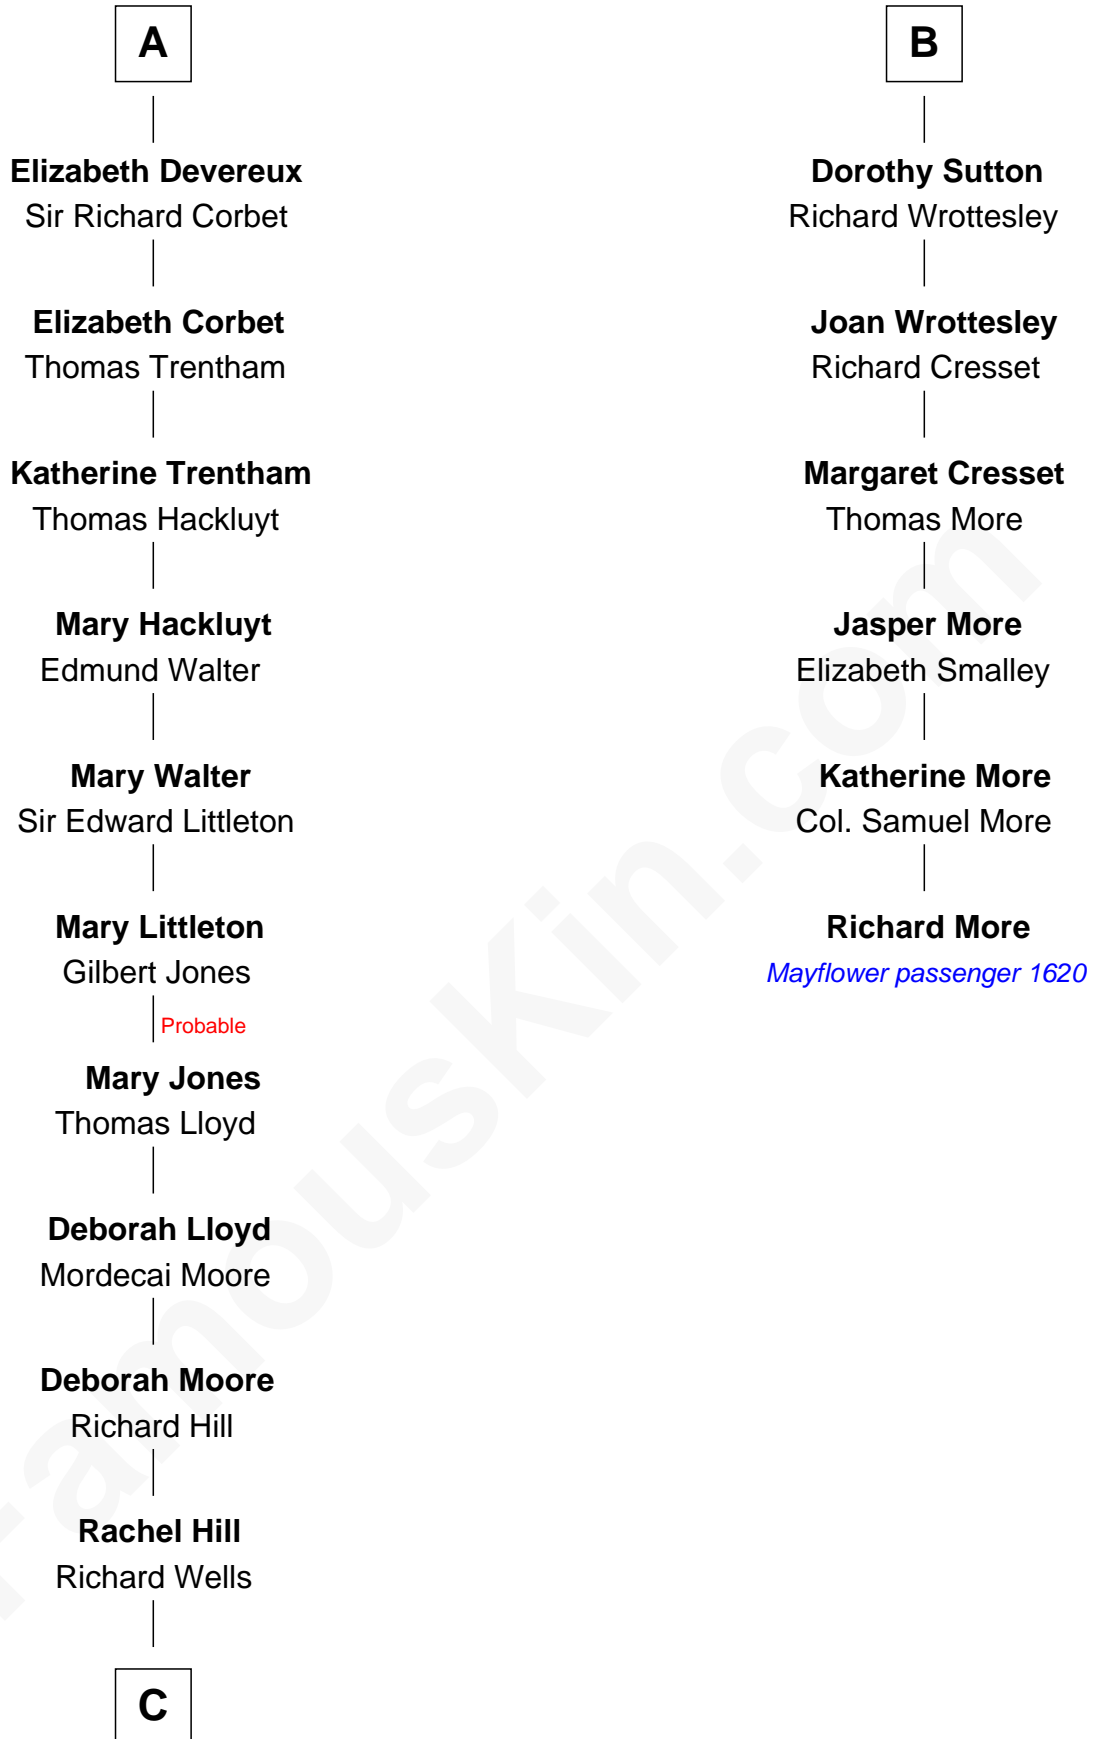 A
Elizabeth Devereux
Sir Richard Corbet
Elizabeth Corbet
Thomas Trentham
Katherine Trentham
Thomas Hackluyt
Mary Hackluyt
Edmund Walter
Mary Walter
Sir Edward Littleton
Mary Littleton
Gilbert Jones
Probable
Mary Jones
Thomas Lloyd
Deborah Lloyd
Mordecai Moore
Deborah Moore
Richard Hill
Rachel Hill
Richard Wells
C
B
Dorothy Sutton
Richard Wrottesley
Joan Wrottesley
Richard Cresset
Margaret Cresset
Thomas More
Jasper More
Elizabeth Smalley
Katherine More
Col. Samuel More
Richard More
Mayflower passenger 1620
FamousKin.com